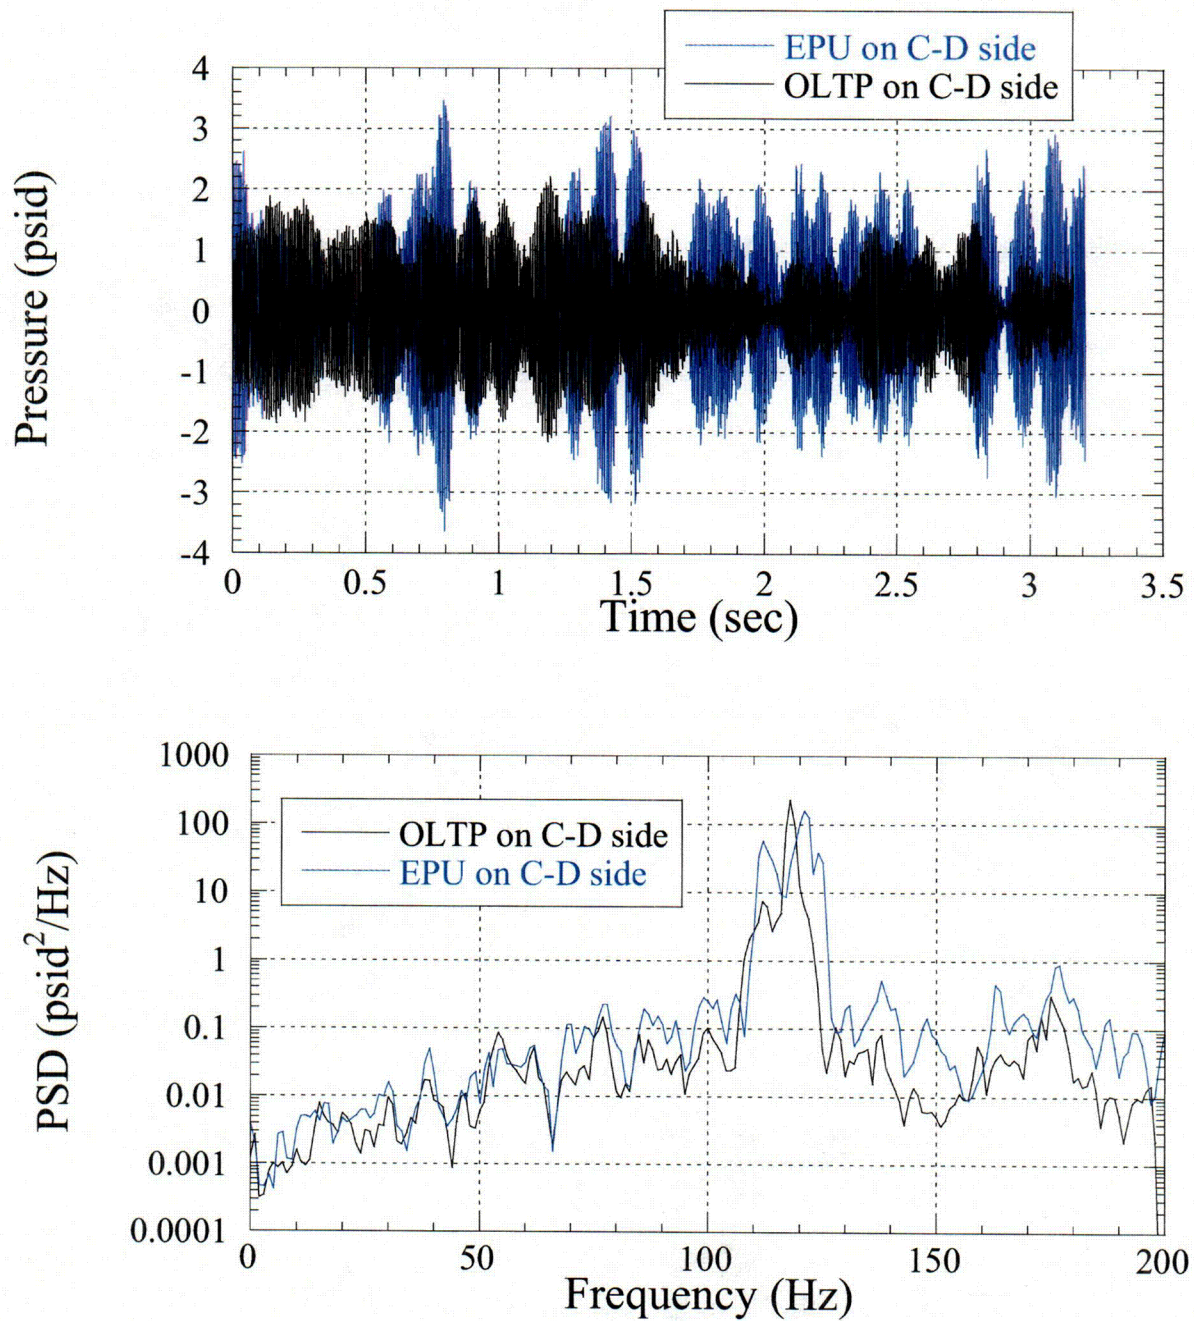 EPU on C-D side
OLTP on C-D side
4
3
2
1
0
-1
-2
-3
-4
Pressure (psid)
0 0.5 1 1.5 2 2.5 3 3.5
Time (sec)
1000
100
10
1
0.1
0.01
0.001
0.0001
PSD (psid²/Hz)
OLTP on C-D side
EPU on C-D side
0 50 100 150 200
Frequency (Hz)